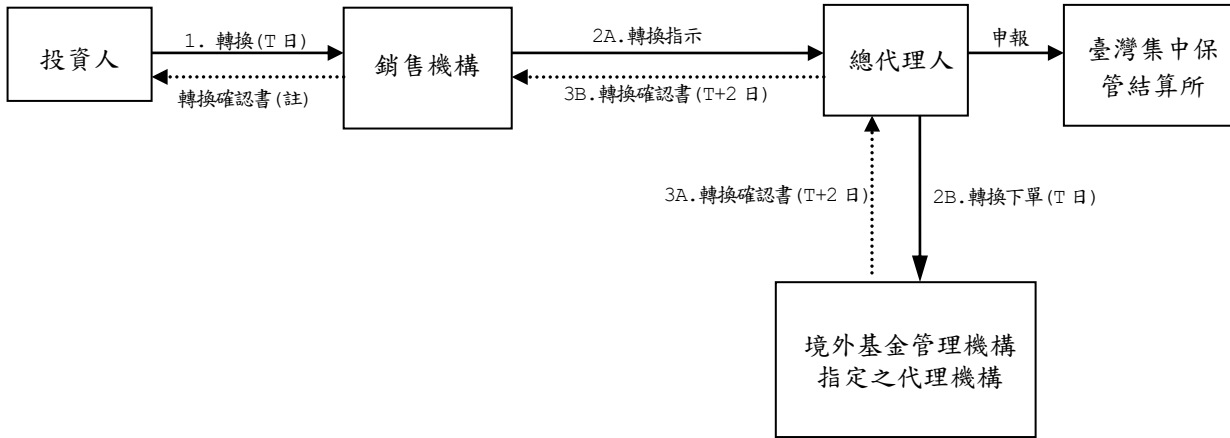 投資人
1. 轉換(T 日)
轉換確認書(註)
銷售機構
2A.轉換指示
3B.轉換確認書(T+2 日)
總代理人
申報
臺灣集中保
管結算所
3A.轉換確認書(T+2 日)
2B.轉換下單(T 日)
境外基金管理機構
指定之代理機構